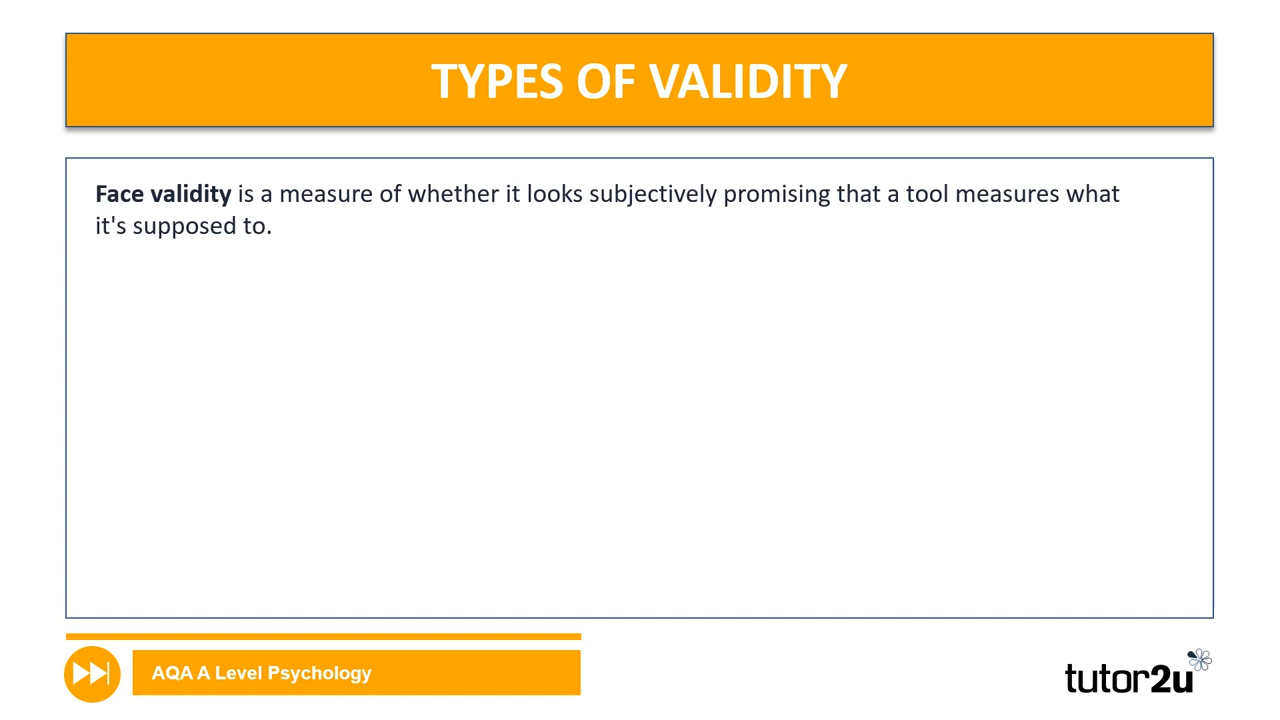 TYPES OF VALIDITY
Face validity is a measure of whether it looks subjectively promising that a tool measures what
it's supposed to.
AQA A Level Psychology
tutor2u